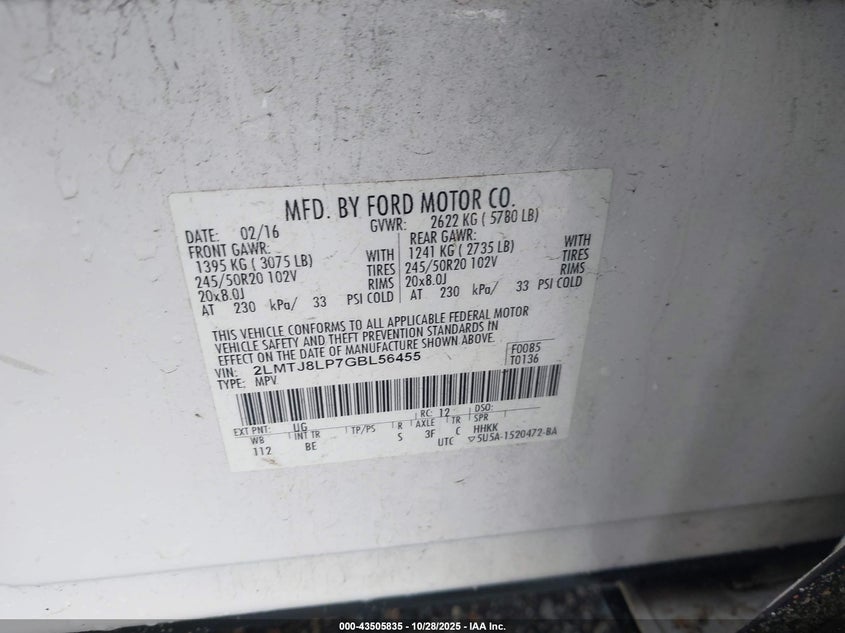 MFD. BY FORD MOTOR CO.
DATE: 02/16 GVWR: 2622 KG ( 5780 LB)
FRONT GAWR: REAR GAWR:
1395 KG ( 3075 LB) WITH 1241 KG ( 2735 LB) WITH
245/50R20 102V TIRES 245/50R20 102V TIRES
20x8.0J RIMS 20x8.0J RIMS
AT 230 kPa/ 33 PSI COLD AT 230 kPa/ 33 PSI COLD
THIS VEHICLE CONFORMS TO ALL APPLICABLE FEDERAL MOTOR
VEHICLE SAFETY AND THEFT PREVENTION STANDARDS IN
EFFECT ON THE DATE OF MANUFACTURE SHOWN ABOVE.
VIN: 2LMTJ8LP7GBL56455 F0085
TYPE: MPV T0136
EXT PNT: UG RC: 12 DSO:
WB INT TR TP/PS R AXLE TR SPR
112 BE S 3F C HHKK
UTC ▽5U5A-1520472-BA
000-43505835 - 10/28/2025 - IAA Inc.